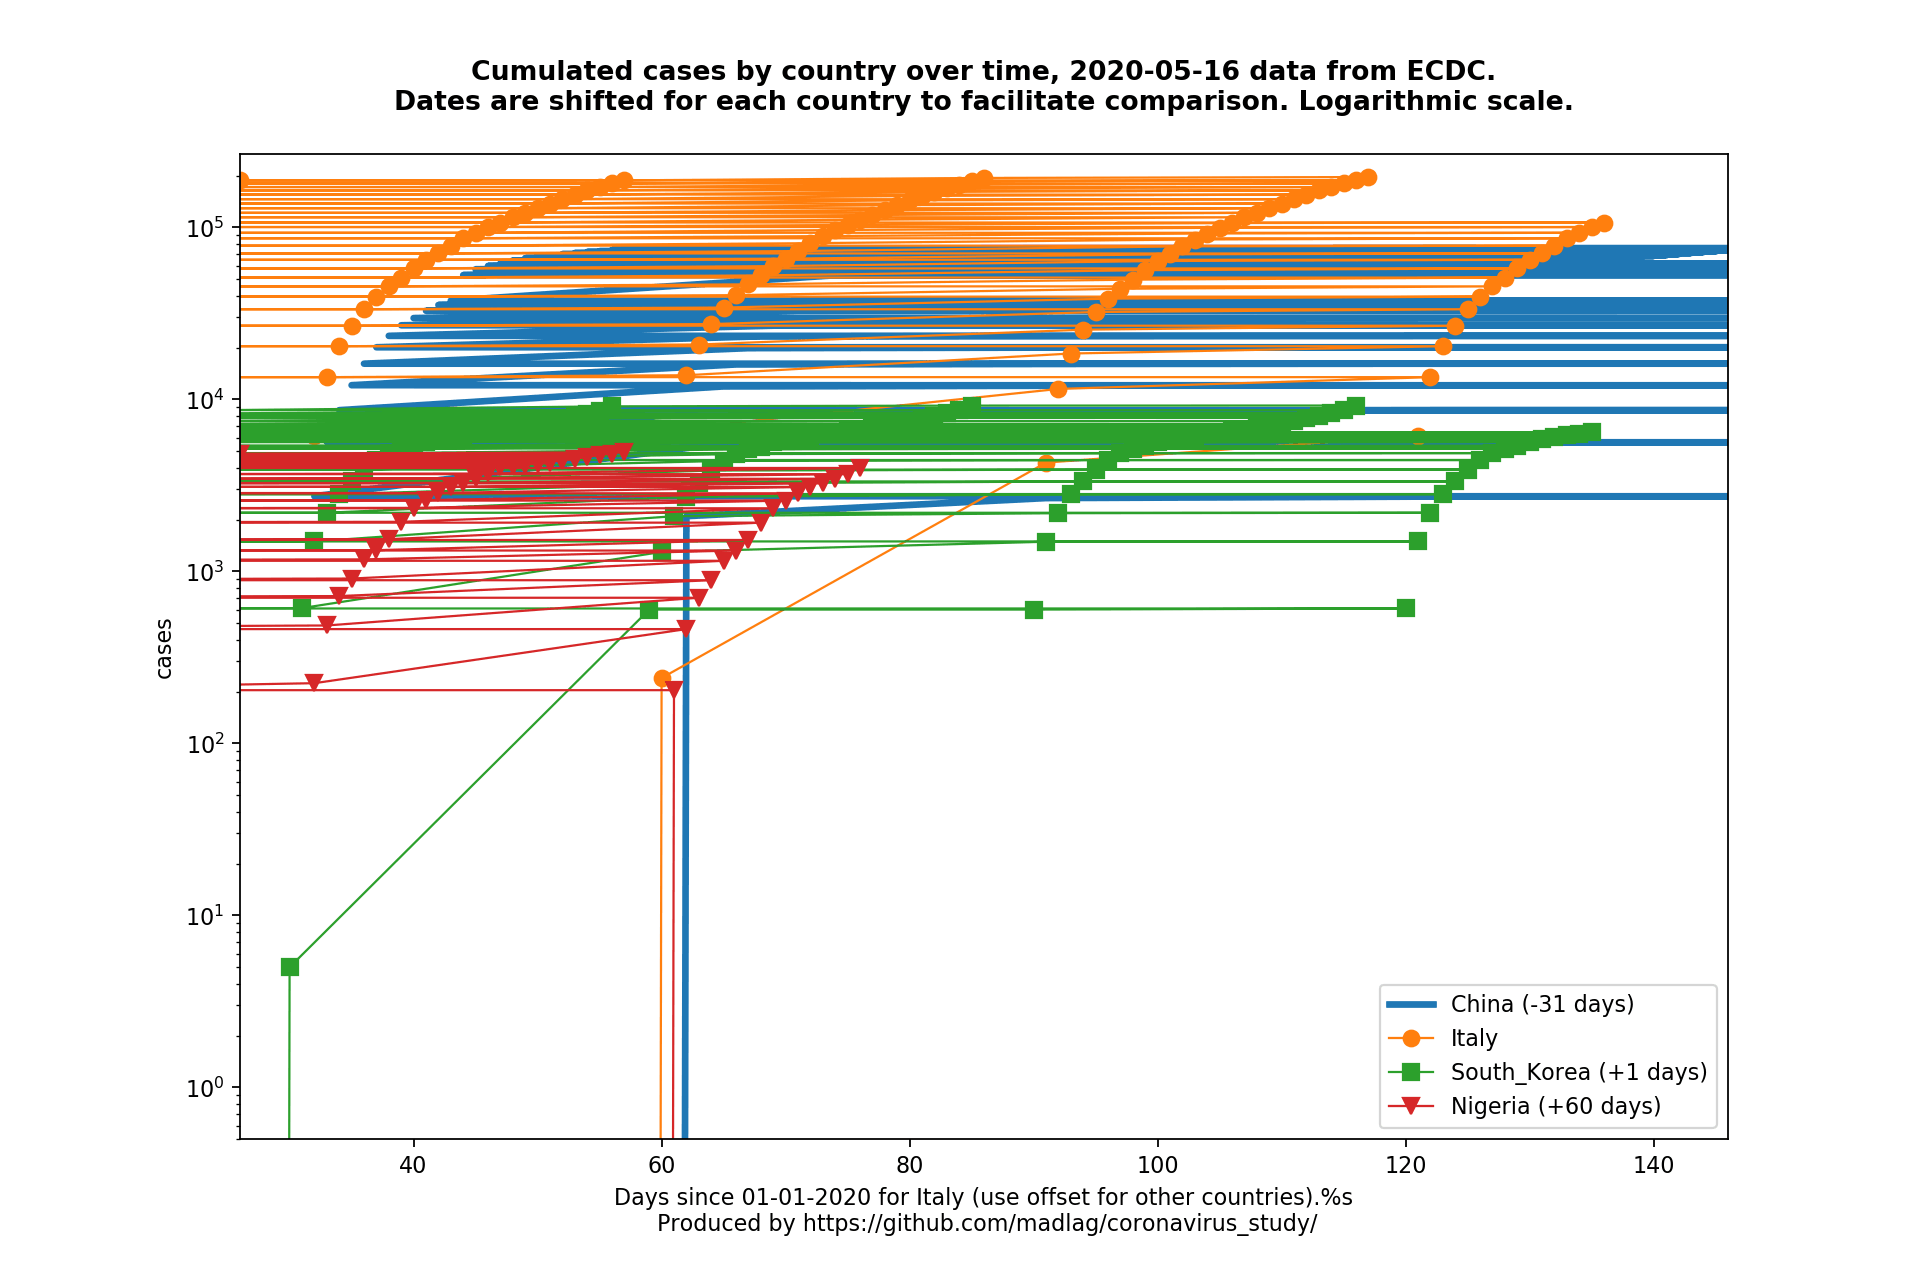 Cumulated cases by country over time, 2020-05-16 data from ECDC.
Dates are shifted for each country to facilitate comparison. Logarithmic scale.
10^5
10^4
10^3
10^2
10^1
10^0
cases
40 60 80 100 120 140
China (-31 days)
Italy
South_Korea (+1 days)
Nigeria (+60 days)
Days since 01-01-2020 for Italy (use offset for other countries).%s
Produced by https://github.com/madlag/coronavirus_study/